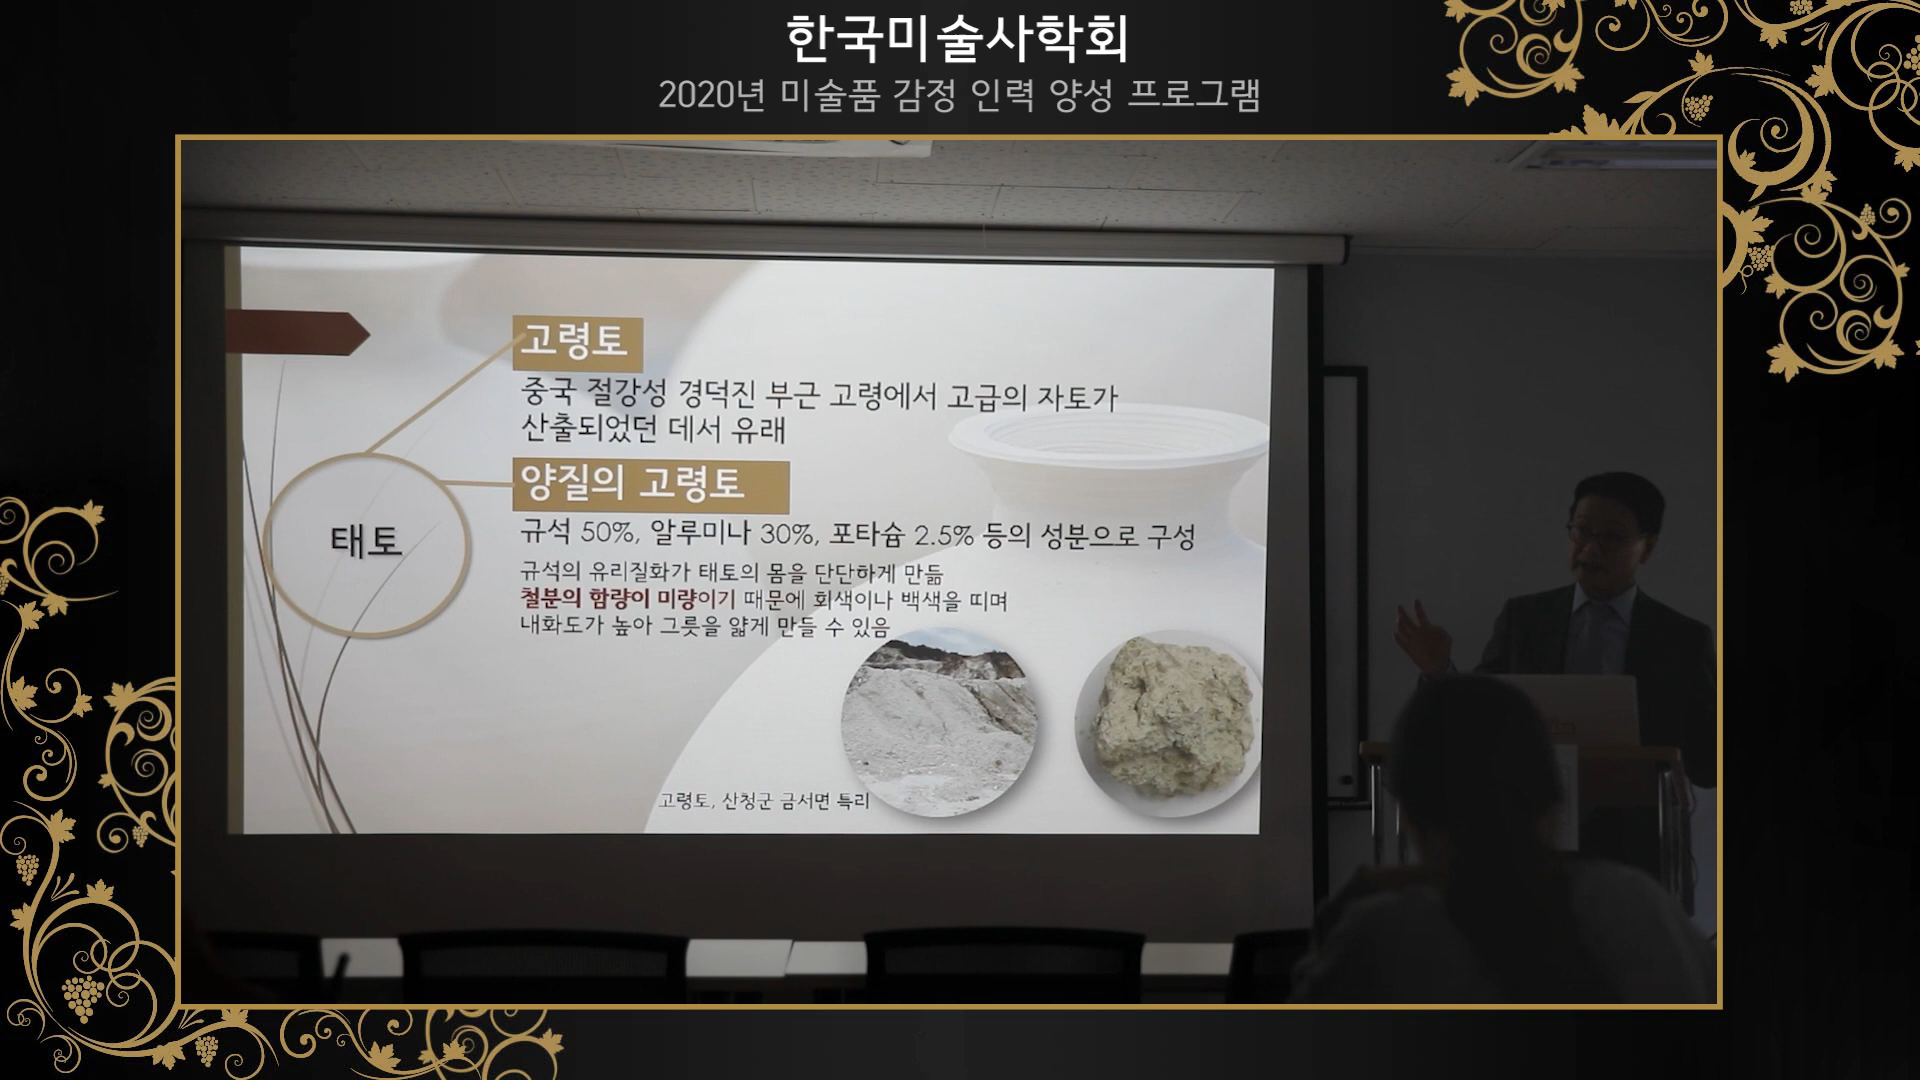 한국미술사학회
2020년 미술품 감정 인력 양성 프로그램
고령토
중국 절강성 경덕진 부근 고령에서 고급의 자토가
산출되었던 데서 유래
양질의 고령토
규석 50%, 알루미나 30%, 포타슘 2.5% 등의 성분으로 구성
태토
규석의 유리질화가 태토의 몸을 단단하게 만듦
철분의 함량이 미량이기 때문에 회색이나 백색을 띠며
내화도가 높아 그릇을 얇게 만들 수 있음
고령토, 산청군 금서면 특리